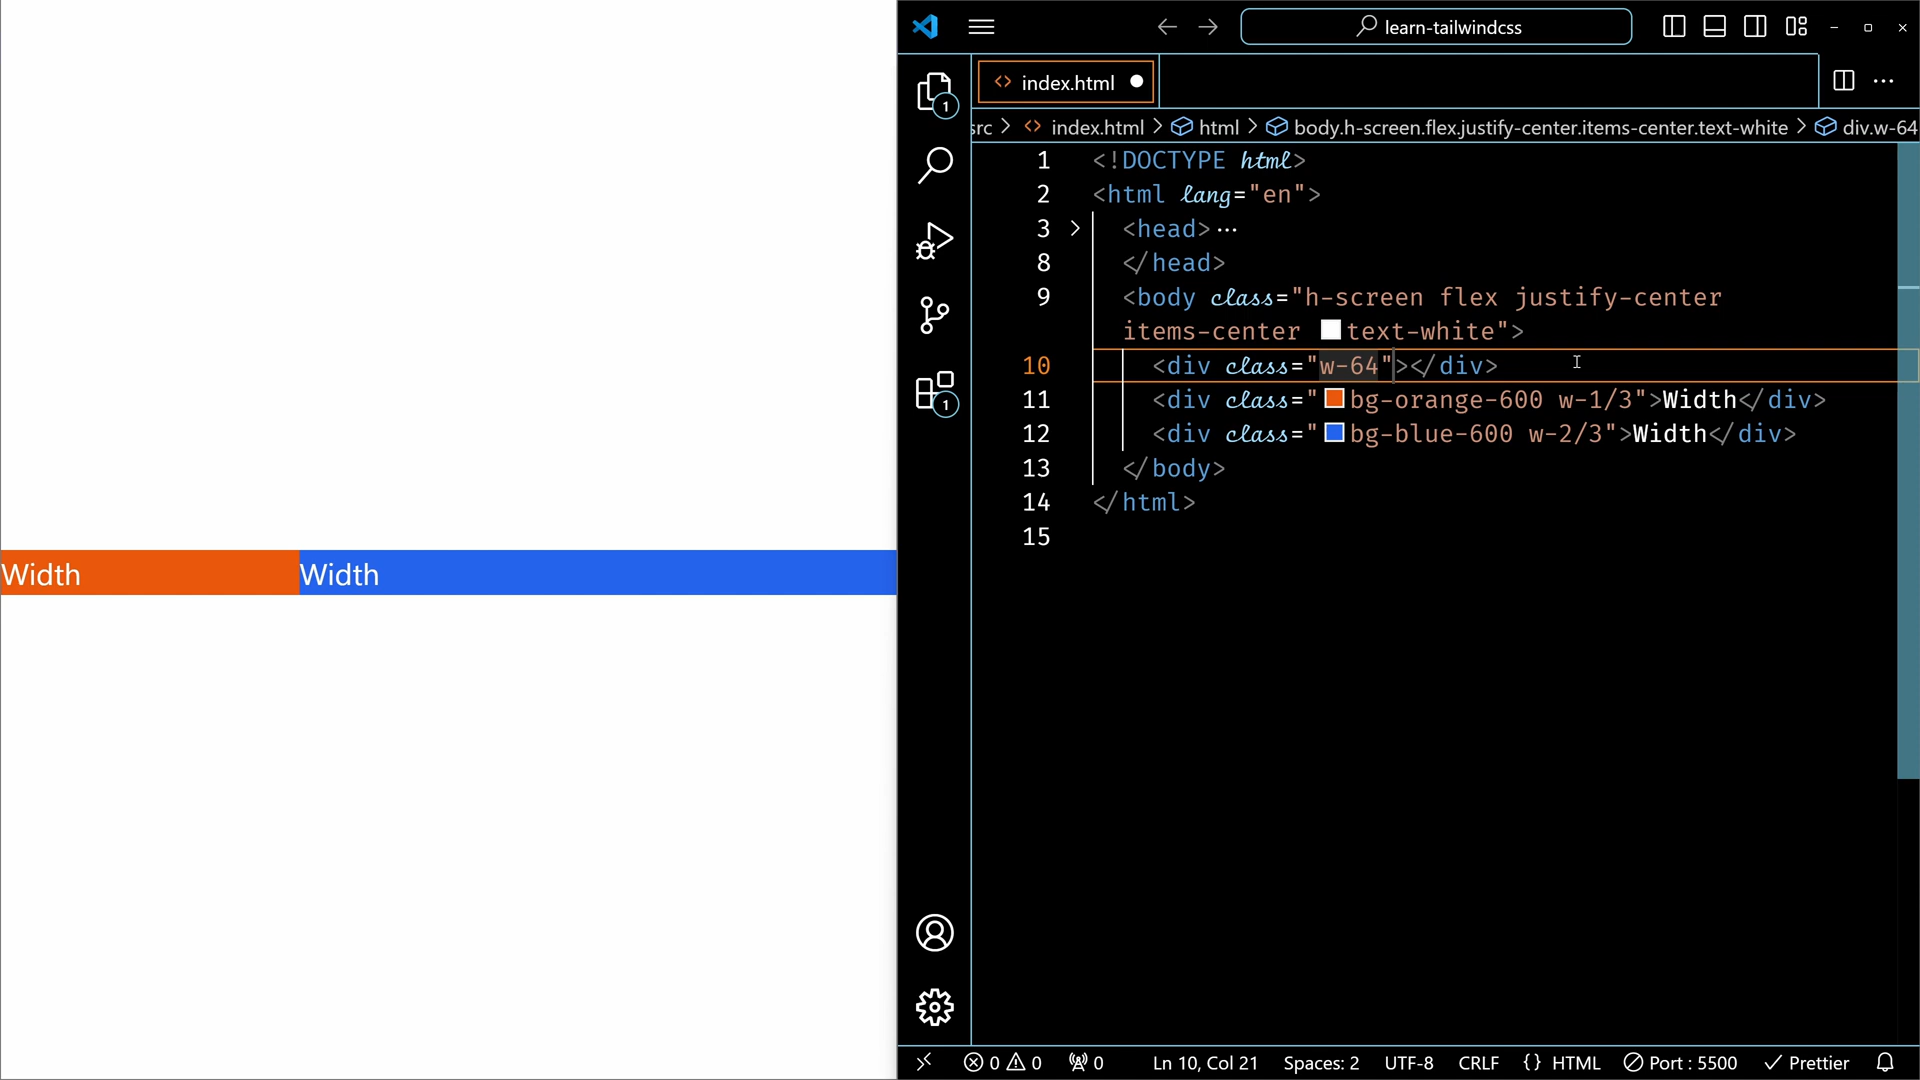 learn-tailwindcss
index.html
src > index.html > html > body.h-screen.flex.justify-center.items-center.text-white > div.w-64
1 <!DOCTYPE html>
2 <html lang="en">
3 <head>…
8 </head>
9 <body class="h-screen flex justify-center
items-center text-white">
10 <div class="w-64"></div>
11 <div class="bg-orange-600 w-1/3">Width</div>
12 <div class="bg-blue-600 w-2/3">Width</div>
13 </body>
14 </html>
15
Width Width
1
1
0 0 0 Ln 10, Col 21 Spaces: 2 UTF-8 CRLF {} HTML Port : 5500 Prettier